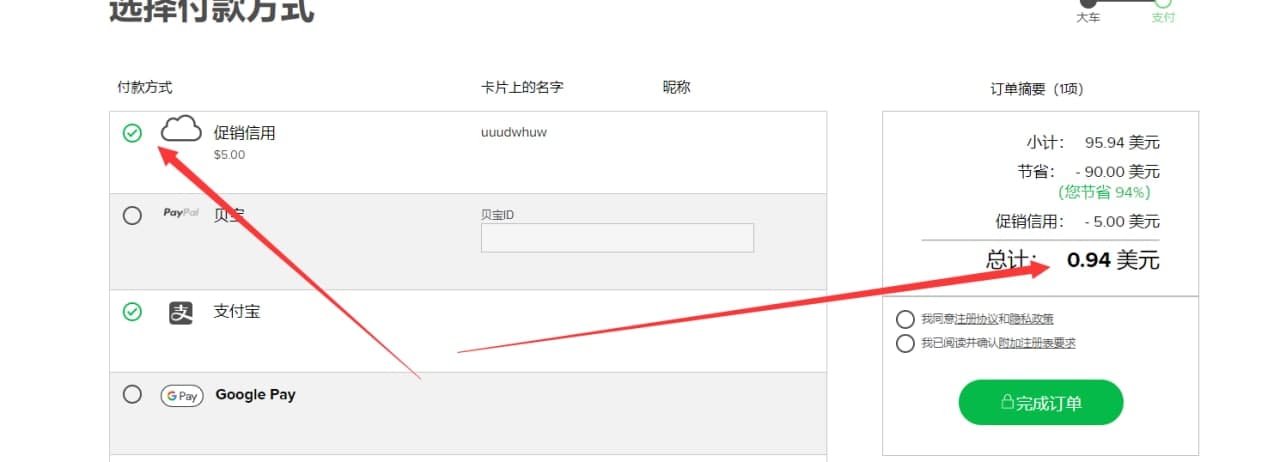 选择付款方式
大车 支付
付款方式 卡片上的名字 昵称
促销信用 uuudwhuw
$5.00
PayPal 贝宝 贝宝ID
支付宝
G Pay Google Pay
订单摘要（1项）
小计： 95.94 美元
节省： - 90.00 美元
(您节省 94%)
促销信用： - 5.00 美元
总计： 0.94 美元
我同意注册协议和隐私政策
我已阅读并确认附加注册表要求
完成订单